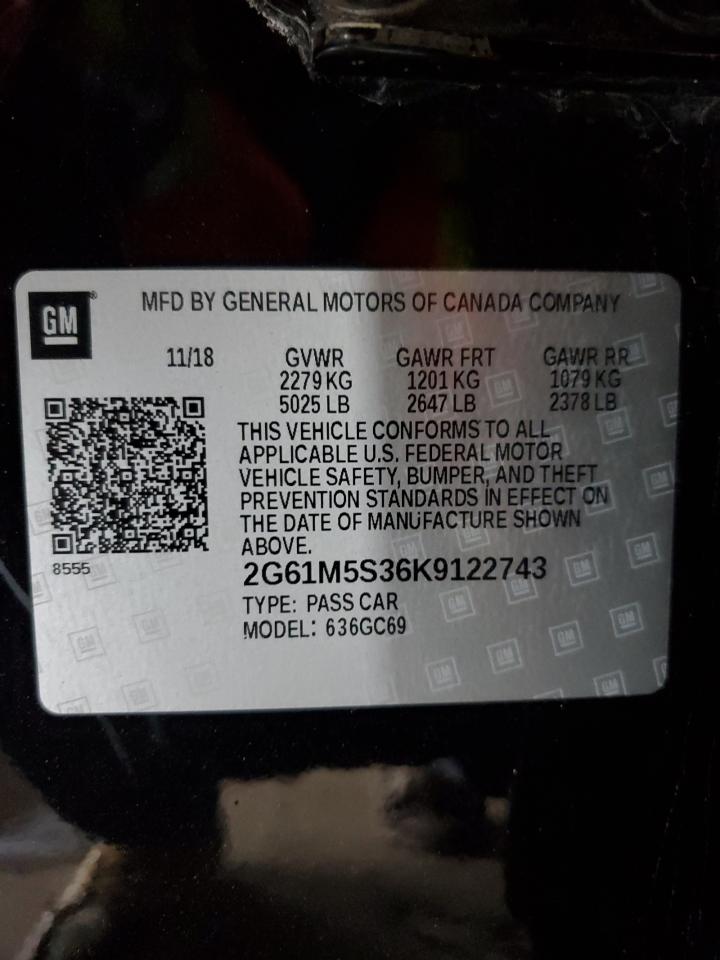 GM®
MFD BY GENERAL MOTORS OF CANADA COMPANY
11/18 GVWR GAWR FRT GAWR RR
2279 KG 1201 KG 1079 KG
5025 LB 2647 LB 2378 LB
THIS VEHICLE CONFORMS TO ALL
APPLICABLE U.S. FEDERAL MOTOR
VEHICLE SAFETY, BUMPER, AND THEFT
PREVENTION STANDARDS IN EFFECT ON
THE DATE OF MANUFACTURE SHOWN
ABOVE.
8555
2G61M5S36K9122743
TYPE: PASS CAR
MODEL: 636GC69